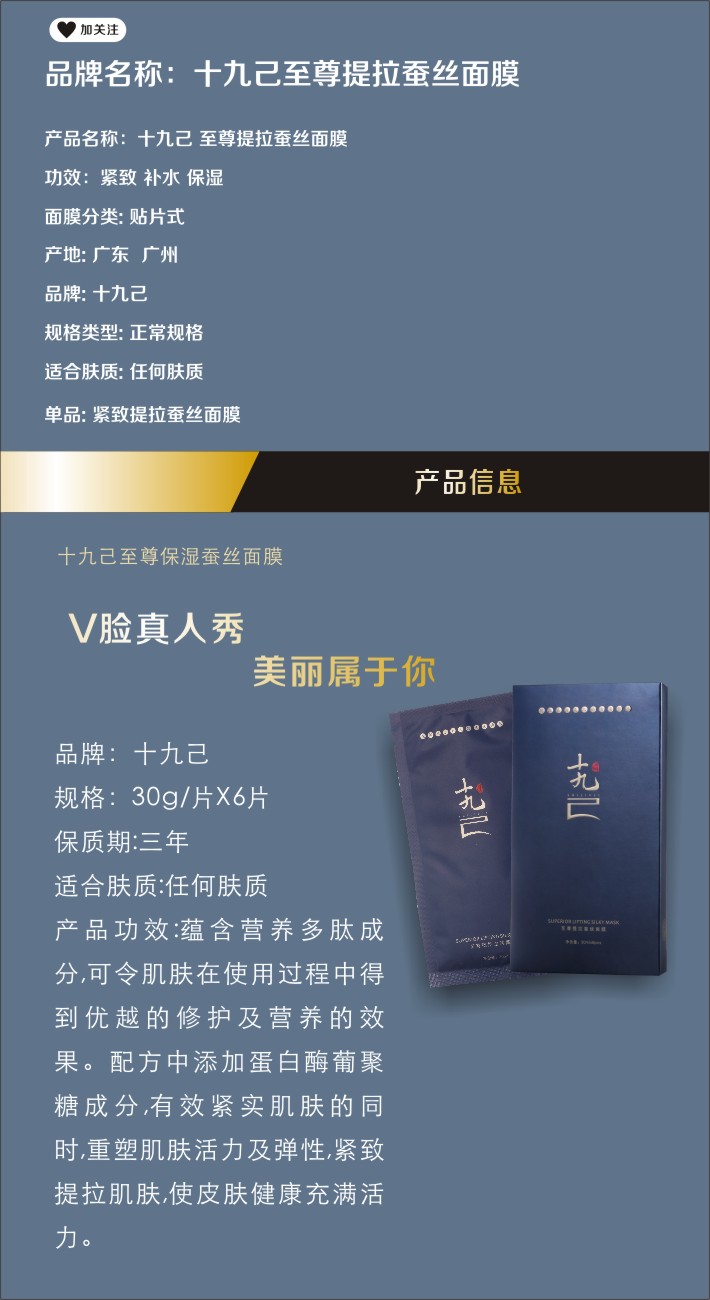 加关注
品牌名称：十九己至尊提拉蚕丝面膜
产品名称：十九己 至尊提拉蚕丝面膜
功效：紧致 补水 保湿
面膜分类: 贴片式
产地: 广东 广州
品牌: 十九己
规格类型: 正常规格
适合肤质: 任何肤质
单品: 紧致提拉蚕丝面膜
产品信息
十九己至尊保湿蚕丝面膜
V脸真人秀
美丽属于你
品牌：十九己
规格：30g/片X6片
保质期:三年
适合肤质:任何肤质
产品功效:蕴含营养多肽成
分,可令肌肤在使用过程中得
到优越的修护及营养的效
果。配方中添加蛋白酶葡聚
糖成分,有效紧实肌肤的同
时,重塑肌肤活力及弹性,紧致
提拉肌肤,使皮肤健康充满活
力。
十九己
十九己
SUPERIOR LIFTING SILKY MASK
至尊提拉蚕丝面膜